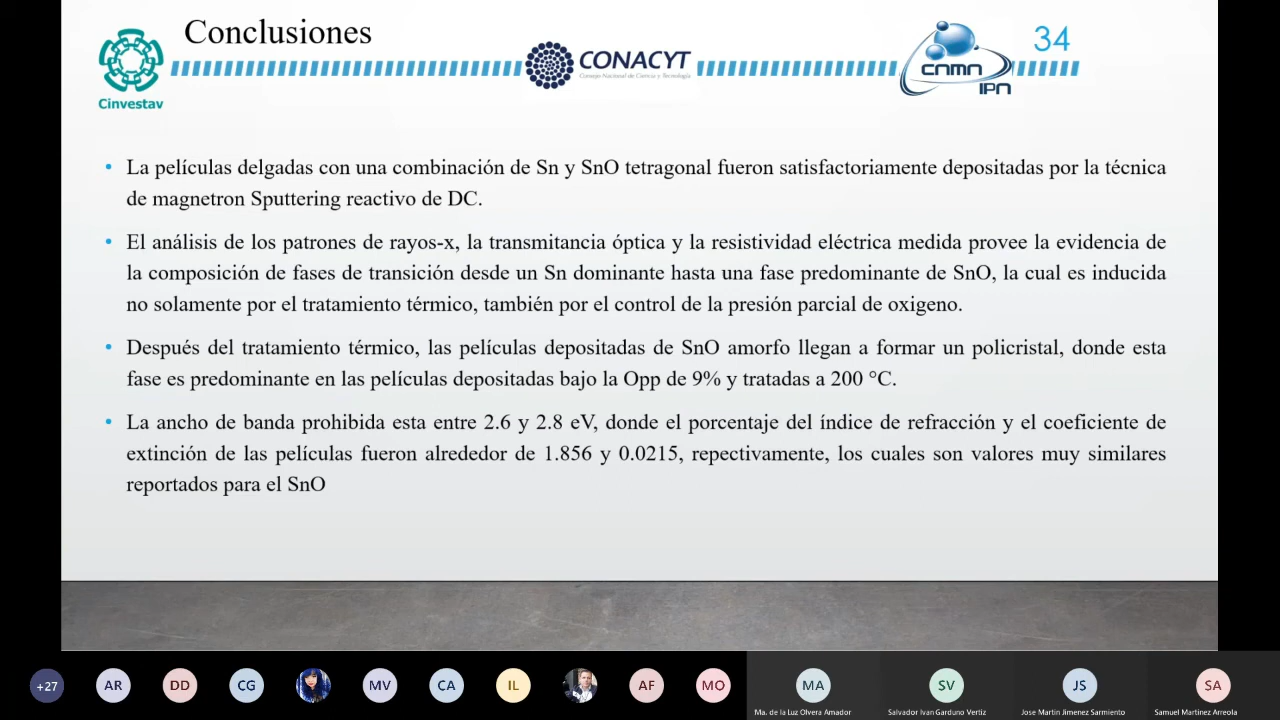 Conclusiones
34
Cinvestav
CONACYT
Consejo Nacional de Ciencia y Tecnología
CNMN
IPN
La películas delgadas con una combinación de Sn y SnO tetragonal fueron satisfactoriamente depositadas por la técnica
de magnetron Sputtering reactivo de DC.
El análisis de los patrones de rayos-x, la transmitancia óptica y la resistividad eléctrica medida provee la evidencia de
la composición de fases de transición desde un Sn dominante hasta una fase predominante de SnO, la cual es inducida
no solamente por el tratamiento térmico, también por el control de la presión parcial de oxigeno.
Después del tratamiento térmico, las películas depositadas de SnO amorfo llegan a formar un policristal, donde esta
fase es predominante en las películas depositadas bajo la Opp de 9% y tratadas a 200 °C.
La ancho de banda prohibida esta entre 2.6 y 2.8 eV, donde el porcentaje del índice de refracción y el coeficiente de
extinción de las películas fueron alrededor de 1.856 y 0.0215, repectivamente, los cuales son valores muy similares
reportados para el SnO
+27 AR DD CG MV CA IL AF MO MA SV JS SA
Ma. de la Luz Olvera Amador Salvador Ivan Garduno Vertiz Jose Martin Jimenez Sarmiento Samuel Martinez Arreola